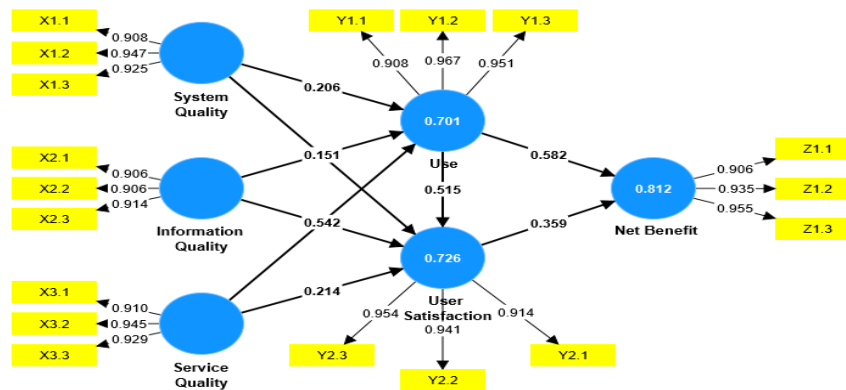 X1.1
X1.2
X1.3
0.908
0.947
0.925
System
Quality
Y1.1
Y1.2
Y1.3
0.908
0.967
0.951
0.206
0.701
Use
X2.1
X2.2
X2.3
0.906
0.906
0.914
Information
Quality
0.151
0.542
0.515
0.582
0.359
0.812
Net Benefit
0.906
0.935
0.955
Z1.1
Z1.2
Z1.3
X3.1
X3.2
X3.3
0.910
0.945
0.929
Service
Quality
0.214
0.726
User
Satisfaction
0.954
0.941
0.914
Y2.3
Y2.2
Y2.1